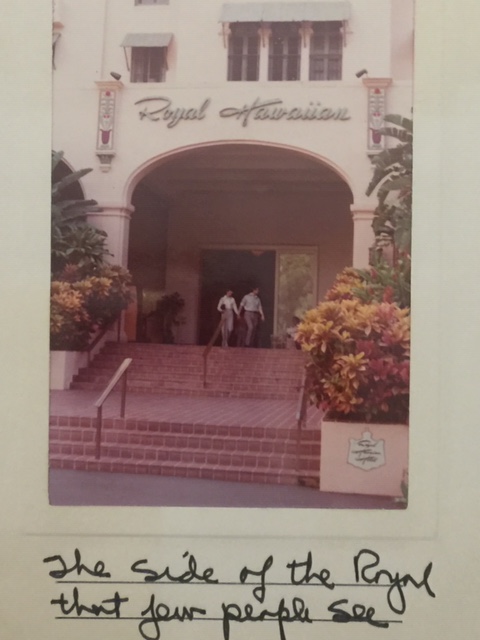 Royal Hawaiian
The side of the Royal
that few people see